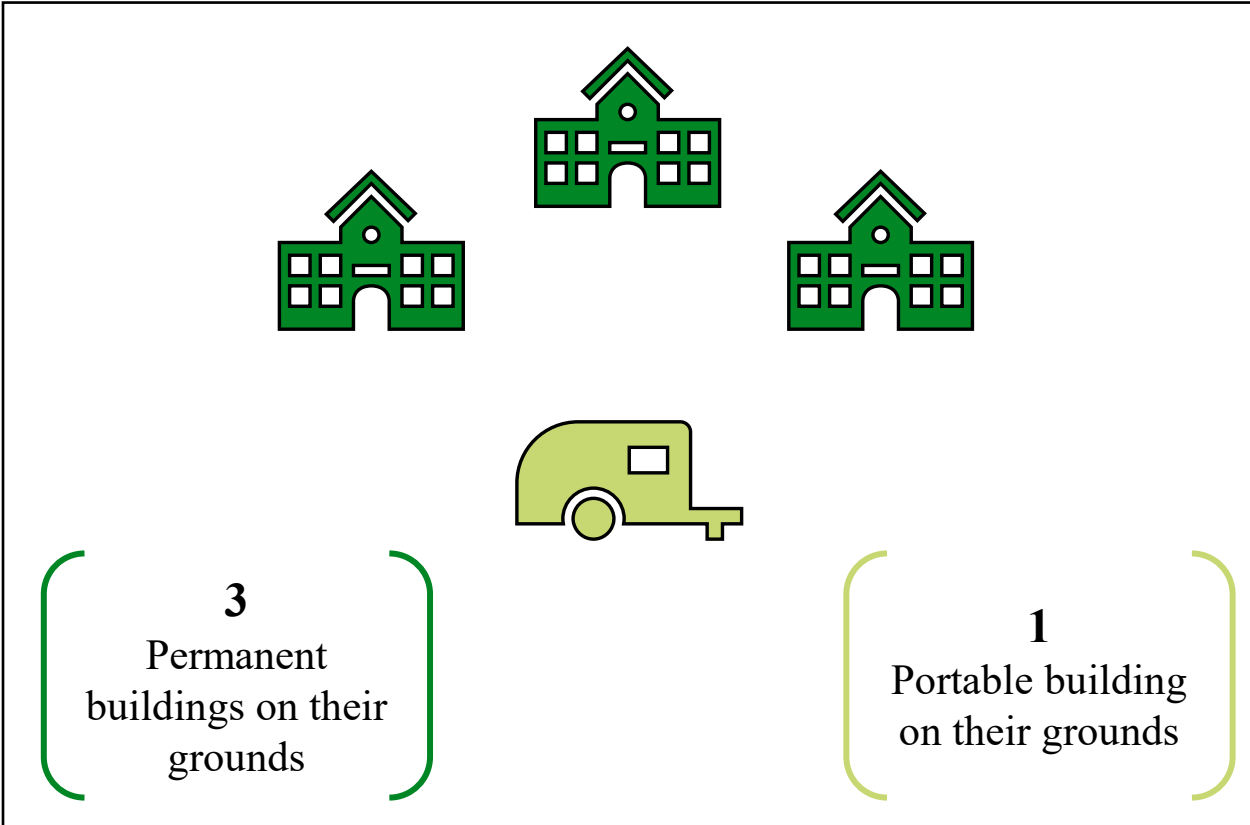 3
Permanent
buildings on their
grounds
1
Portable building
on their grounds